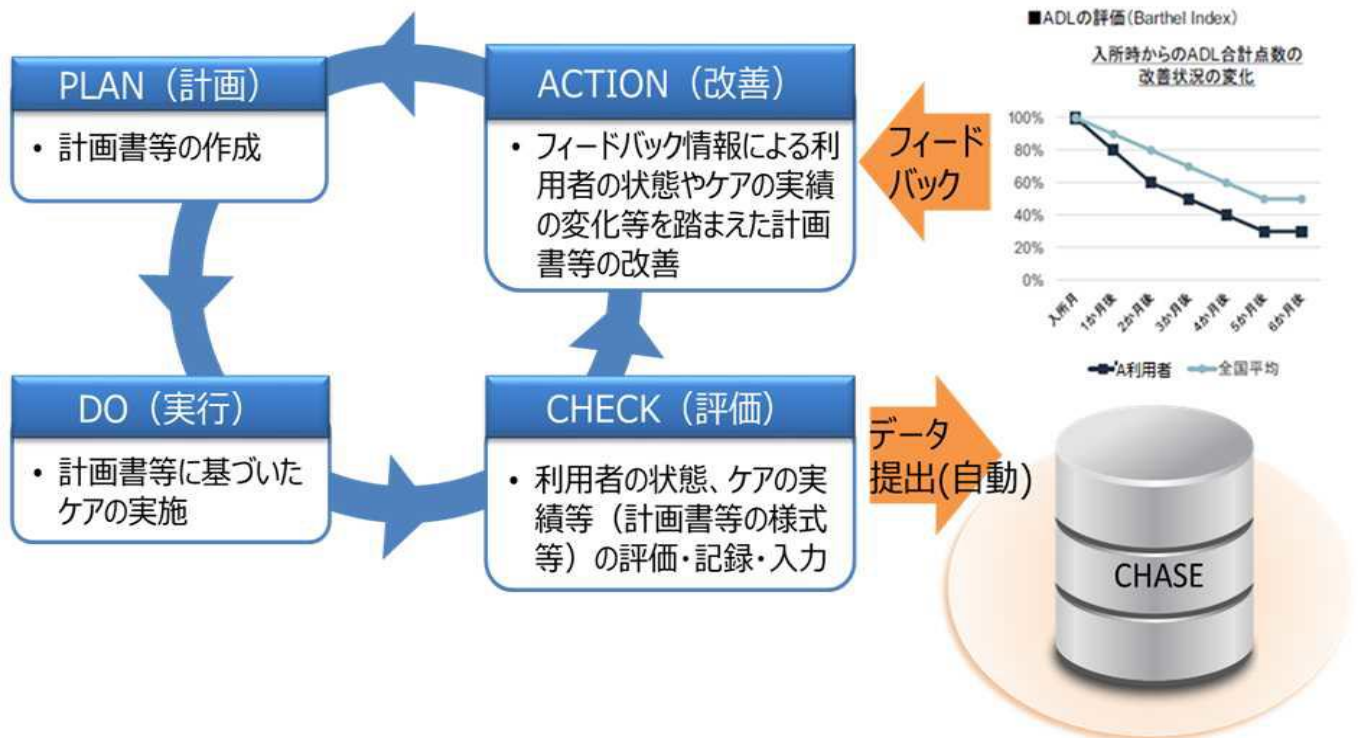 PLAN（計画）
• 計画書等の作成
ACTION（改善）
• フィードバック情報による利
用者の状態やケアの実績
の変化等を踏まえた計画
書等の改善
フィード
バック
■ADLの評価(Barthel Index)
入所時からのADL合計点数の
改善状況の変化
100%
80%
60%
40%
20%
0%
入所月
1か月後
2か月後
3か月後
4か月後
5か月後
6か月後
A利用者
全国平均
DO（実行）
• 計画書等に基づいた
ケアの実施
CHECK（評価）
• 利用者の状態、ケアの実
績等（計画書等の様式
等）の評価・記録・入力
データ
提出(自動)
CHASE